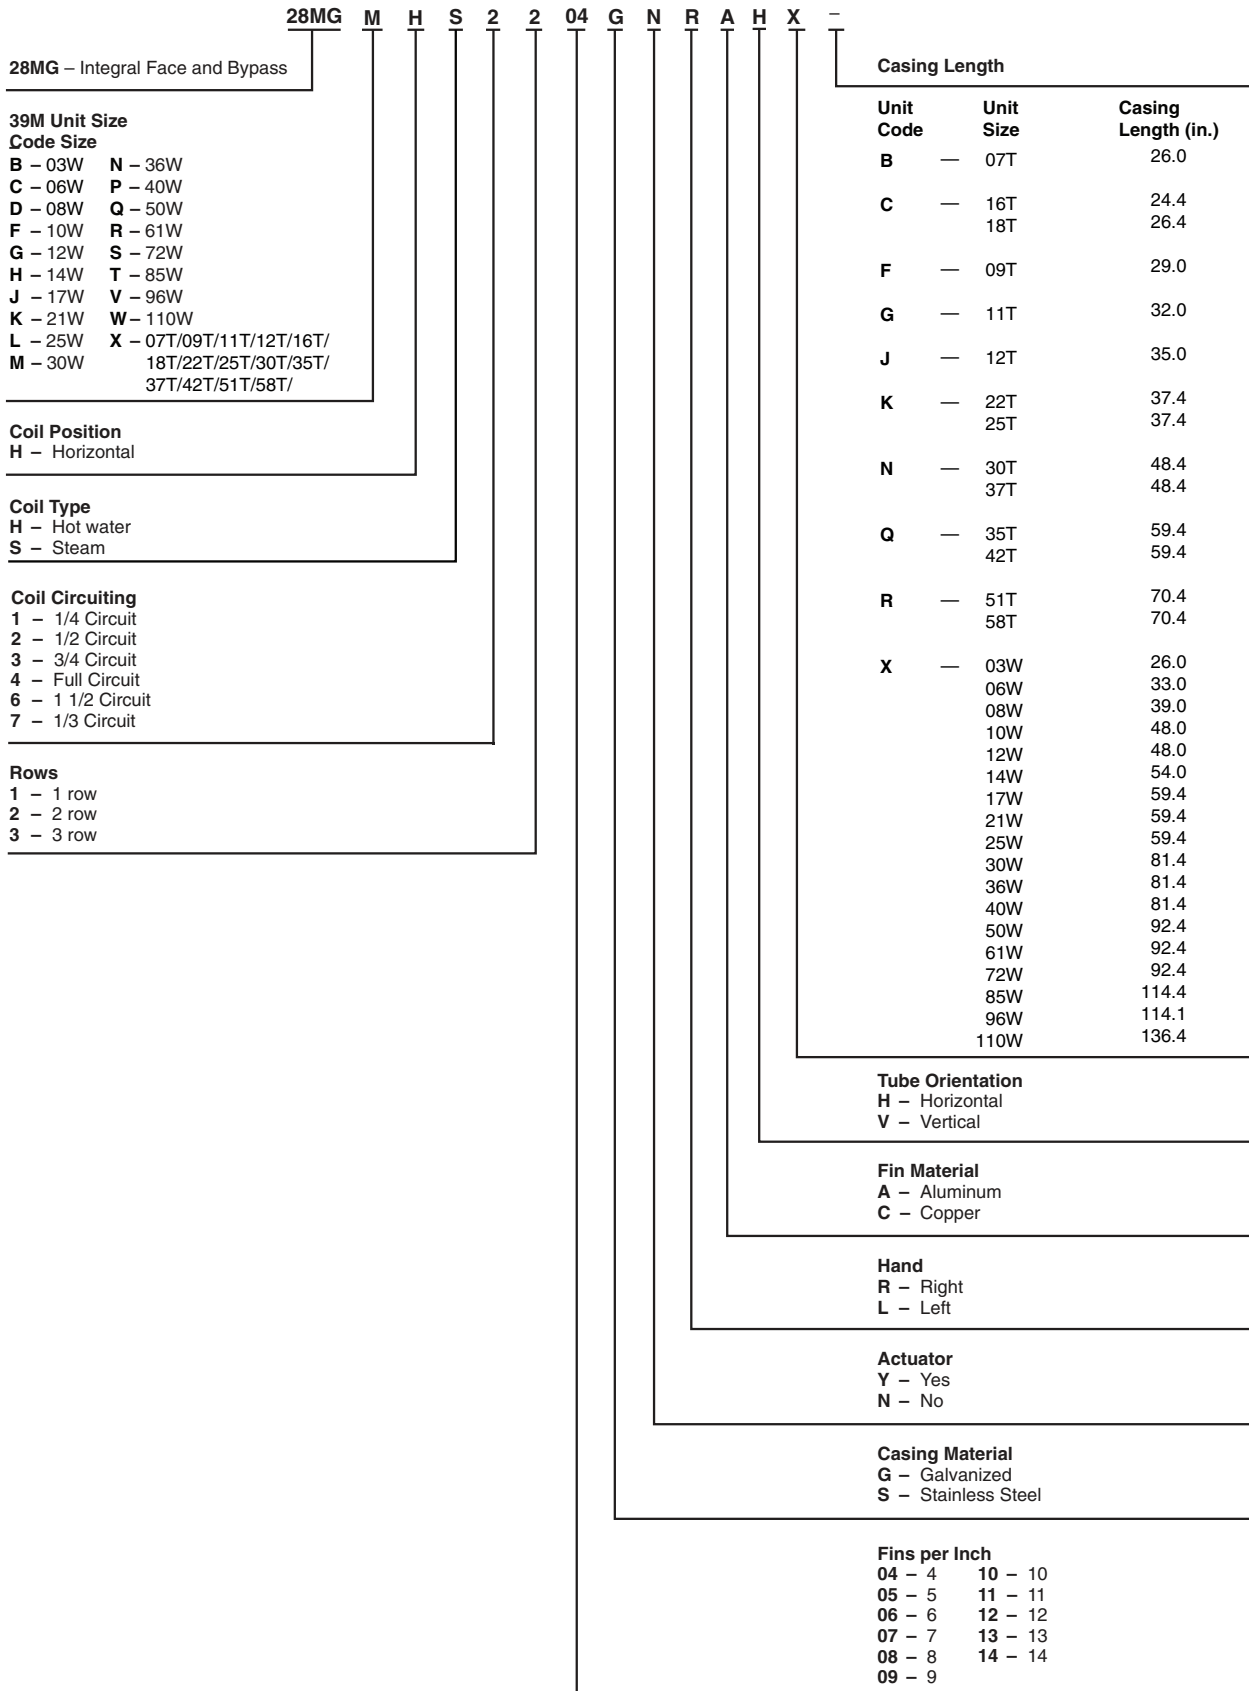 28MG M H S 2 2 04 G N R A H X –
28MG – Integral Face and Bypass
39M Unit Size
Code Size
B – 03W N – 36W
C – 06W P – 40W
D – 08W Q – 50W
F – 10W R – 61W
G – 12W S – 72W
H – 14W T – 85W
J – 17W V – 96W
K – 21W W – 110W
L – 25W X – 07T/09T/11T/12T/16T/
M – 30W 18T/22T/25T/30T/35T/
37T/42T/51T/58T/
Coil Position
H – Horizontal
Coil Type
H – Hot water
S – Steam
Coil Circuiting
1 – 1/4 Circuit
2 – 1/2 Circuit
3 – 3/4 Circuit
4 – Full Circuit
6 – 1 1/2 Circuit
7 – 1/3 Circuit
Rows
1 – 1 row
2 – 2 row
3 – 3 row
Casing Length
Unit Unit Casing
Code Size Length (in.)
B — 07T 26.0
C — 16T 24.4
18T 26.4
F — 09T 29.0
G — 11T 32.0
J — 12T 35.0
K — 22T 37.4
25T 37.4
N — 30T 48.4
37T 48.4
Q — 35T 59.4
42T 59.4
R — 51T 70.4
58T 70.4
X — 03W 26.0
06W 33.0
08W 39.0
10W 48.0
12W 48.0
14W 54.0
17W 59.4
21W 59.4
25W 59.4
30W 81.4
36W 81.4
40W 81.4
50W 92.4
61W 92.4
72W 92.4
85W 114.4
96W 114.1
110W 136.4
Tube Orientation
H – Horizontal
V – Vertical
Fin Material
A – Aluminum
C – Copper
Hand
R – Right
L – Left
Actuator
Y – Yes
N – No
Casing Material
G – Galvanized
S – Stainless Steel
Fins per Inch
04 – 4 10 – 10
05 – 5 11 – 11
06 – 6 12 – 12
07 – 7 13 – 13
08 – 8 14 – 14
09 – 9